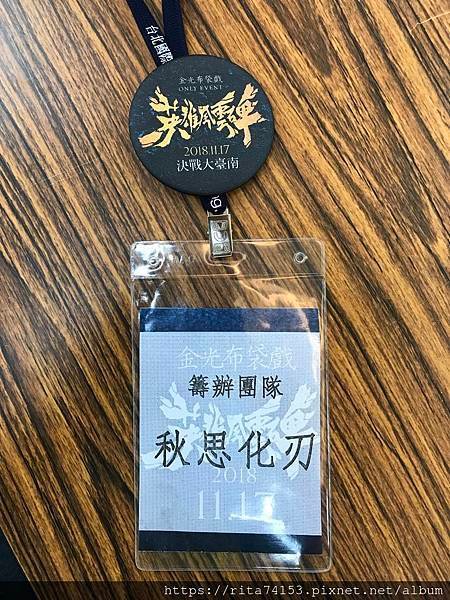 台北國際
金光布袋戲
ONLY EVENT
英雄風雲弹
2018.11.17
決戰大臺南
金光布袋戲
籌辦團隊
秋思化刃
2018
11.17
https://rita74153.pixnet.net/album